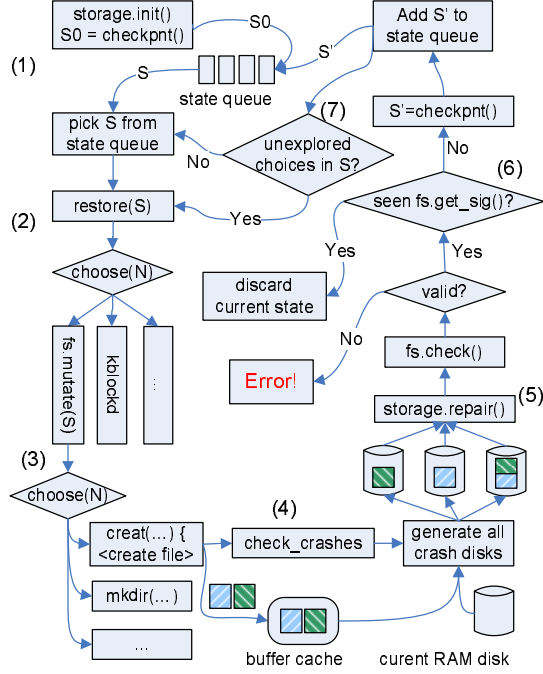 storage.init()
S0 = checkpnt()
S0
Add S' to
state queue
S'
(1)
S
state queue
(7)
S'=checkpnt()
pick S from
state queue
unexplored
choices in S?
No
No
(6)
restore(S)
Yes
seen fs.get_sig()?
(2)
choose(N)
Yes
Yes
discard
current state
valid?
No
fs.mutate(S)
kblockd
...
Error!
fs.check()
(5)
storage.repair()
(3)
choose(N)
(4)
creat(...) {
<create file>
check_crashes
generate all
crash disks
mkdir(...)
...
buffer cache
curent RAM disk